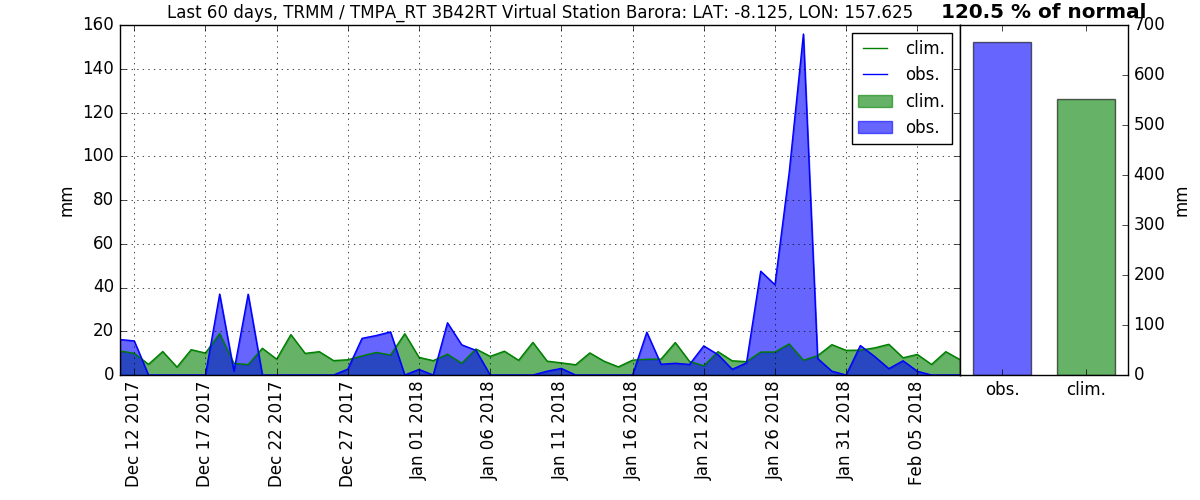 Last 60 days, TRMM / TMPA_RT 3B42RT Virtual Station Barora: LAT: -8.125, LON: 157.625
120.5 % of normal
160
140
120
100
80
60
40
20
0
mm
clim.
obs.
clim.
obs.
Dec 12 2017
Dec 17 2017
Dec 22 2017
Dec 27 2017
Jan 01 2018
Jan 06 2018
Jan 11 2018
Jan 16 2018
Jan 21 2018
Jan 26 2018
Jan 31 2018
Feb 05 2018
700
600
500
400
300
200
100
0
mm
obs.
clim.